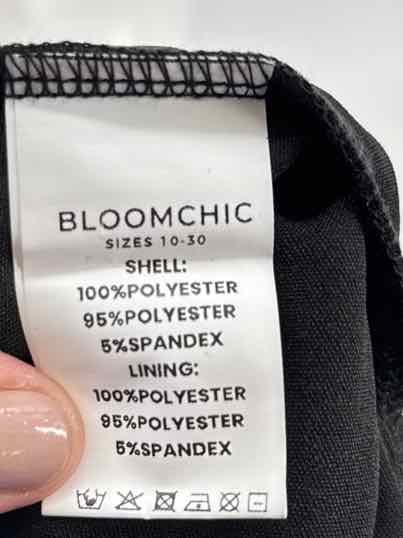 BLOOMCHIC
SIZES 10-30
SHELL:
100%POLYESTER
95%POLYESTER
5%SPANDEX
LINING:
100%POLYESTER
95%POLYESTER
5%SPANDEX